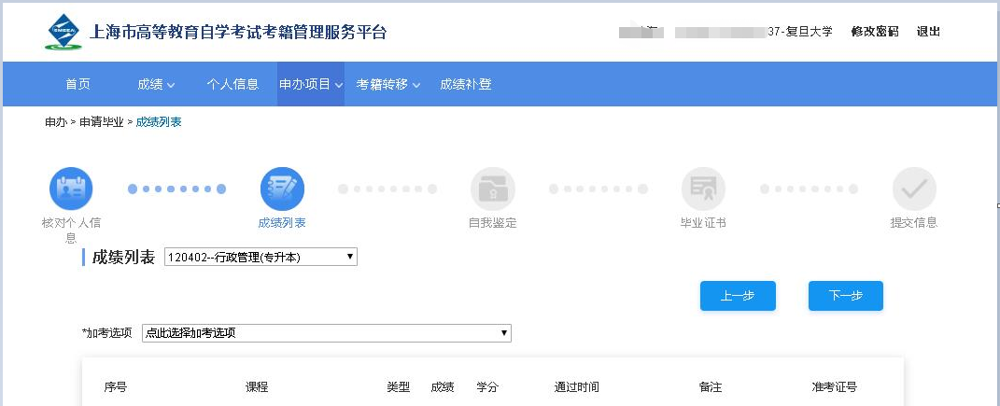 上海市高等教育自学考试考籍管理服务平台
37-复旦大学 修改密码 退出
首页 成绩 个人信息 申办项目 考籍转移 成绩补登
申办 > 申请毕业 > 成绩列表
核对个人信息 成绩列表 自我鉴定 毕业证书 提交信息
成绩列表 120402--行政管理(专升本)
上一步 下一步
*加考选项 点此选择加考选项
序号 课程 类型 成绩 学分 通过时间 备注 准考证号